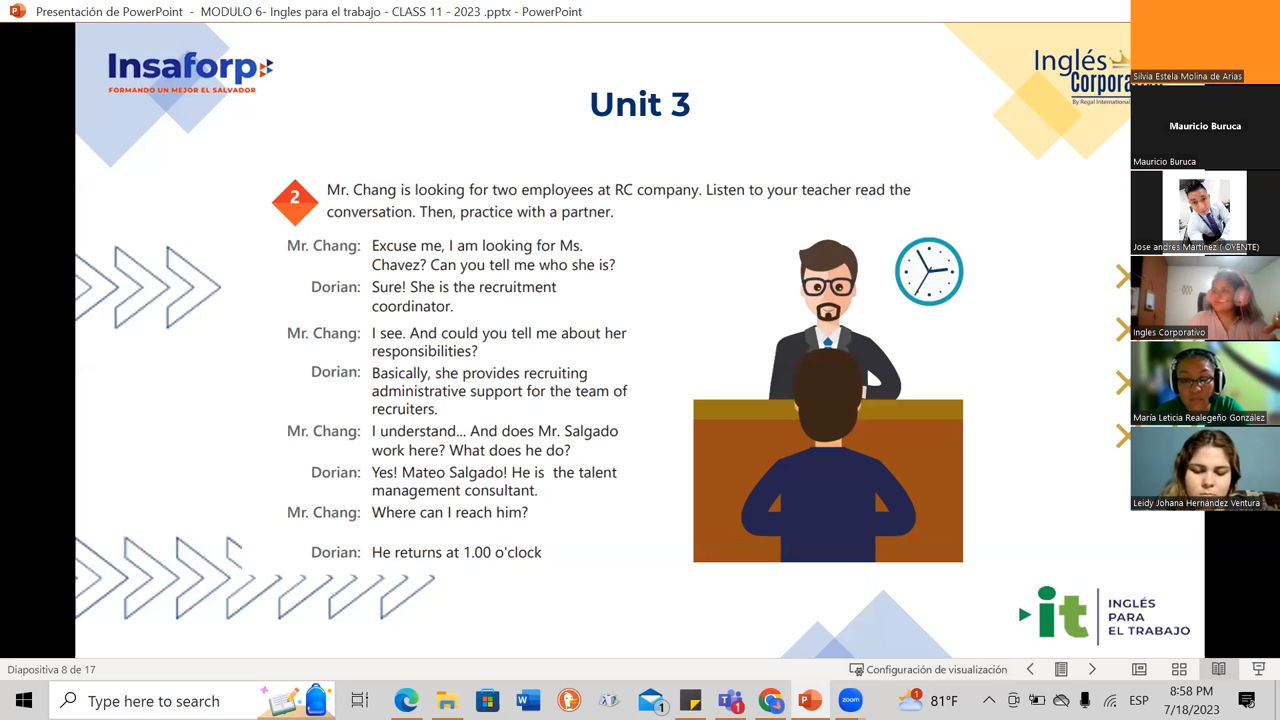 Presentación de PowerPoint - MODULO 6- Ingles para el trabajo - CLASS 11 - 2023 .pptx - PowerPoint
Insaforp
FORMANDO UN MEJOR EL SALVADOR
Inglés
Corpora
By Regal International
Unit 3
2
Mr. Chang is looking for two employees at RC company. Listen to your teacher read the
conversation. Then, practice with a partner.
Mr. Chang: Excuse me, I am looking for Ms.
Chavez? Can you tell me who she is?
Dorian: Sure! She is the recruitment
coordinator.
Mr. Chang: I see. And could you tell me about her
responsibilities?
Dorian: Basically, she provides recruiting
administrative support for the team of
recruiters.
Mr. Chang: I understand... And does Mr. Salgado
work here? What does he do?
Dorian: Yes! Mateo Salgado! He is the talent
management consultant.
Mr. Chang: Where can I reach him?
Dorian: He returns at 1.00 o'clock
it
INGLÉS
PARA
EL TRABAJO
Silvia Estela Molina de Arias
Mauricio Buruca
Mauricio Buruca
Jose andres Martinez ( OYENTE)
Ingles Corporativo
María Leticia Realegeño González
Leidy Johana Hernández Ventura
Diapositiva 8 de 17
Configuración de visualización
Type here to search
1
1
1
81°F
ESP
8:58 PM
7/18/2023